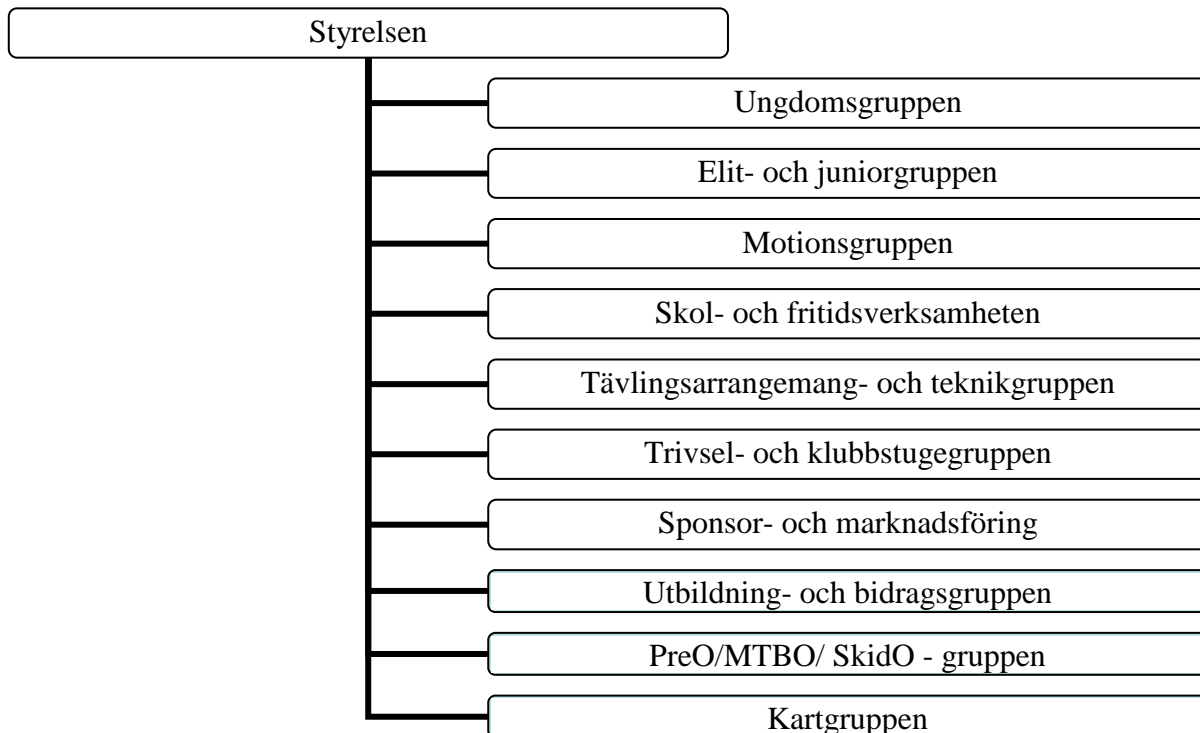 Styrelsen
Ungdomsgruppen
Elit- och juniorgruppen
Motionsgruppen
Skol- och fritidsverksamheten
Tävlingsarrangemang- och teknikgruppen
Trivsel- och klubbstugegruppen
Sponsor- och marknadsföring
Utbildning- och bidragsgruppen
PreO/MTBO/ SkidO - gruppen
Kartgruppen